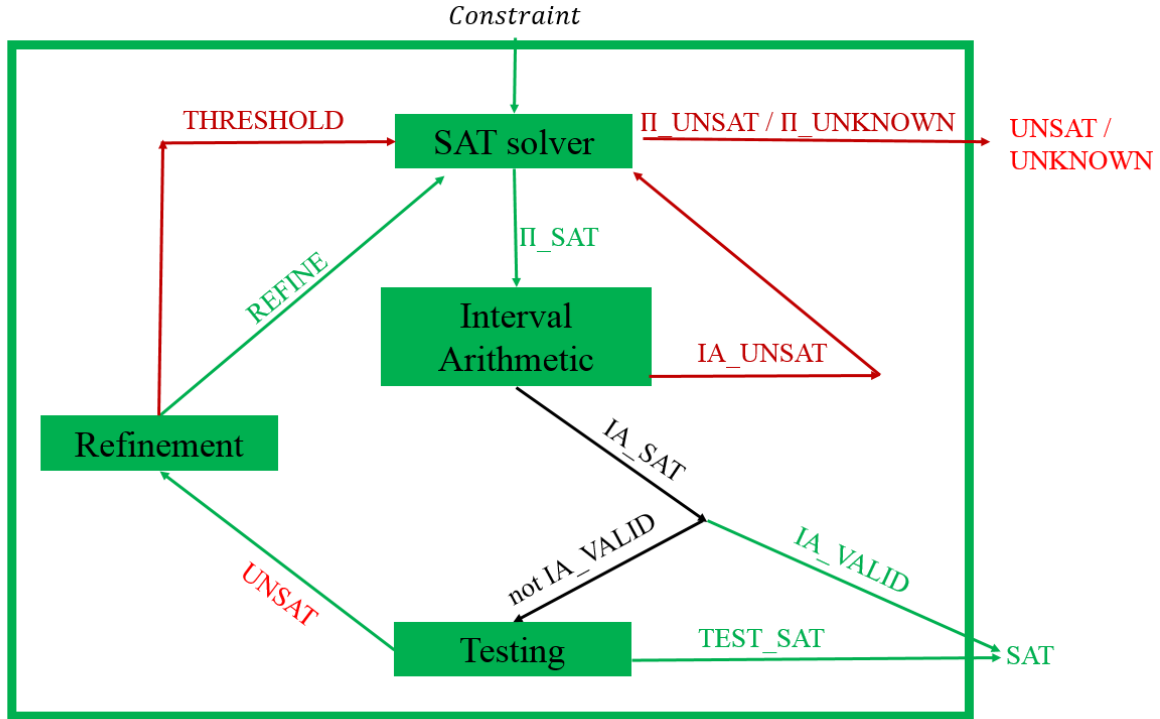 Constraint
THRESHOLD
SAT solver
Π_UNSAT / Π_UNKNOWN
UNSAT /
UNKNOWN
Π_SAT
REFINE
Interval
Arithmetic
IA_UNSAT
Refinement
IA_SAT
not IA_VALID
IA_VALID
UNSAT
Testing
TEST_SAT
SAT